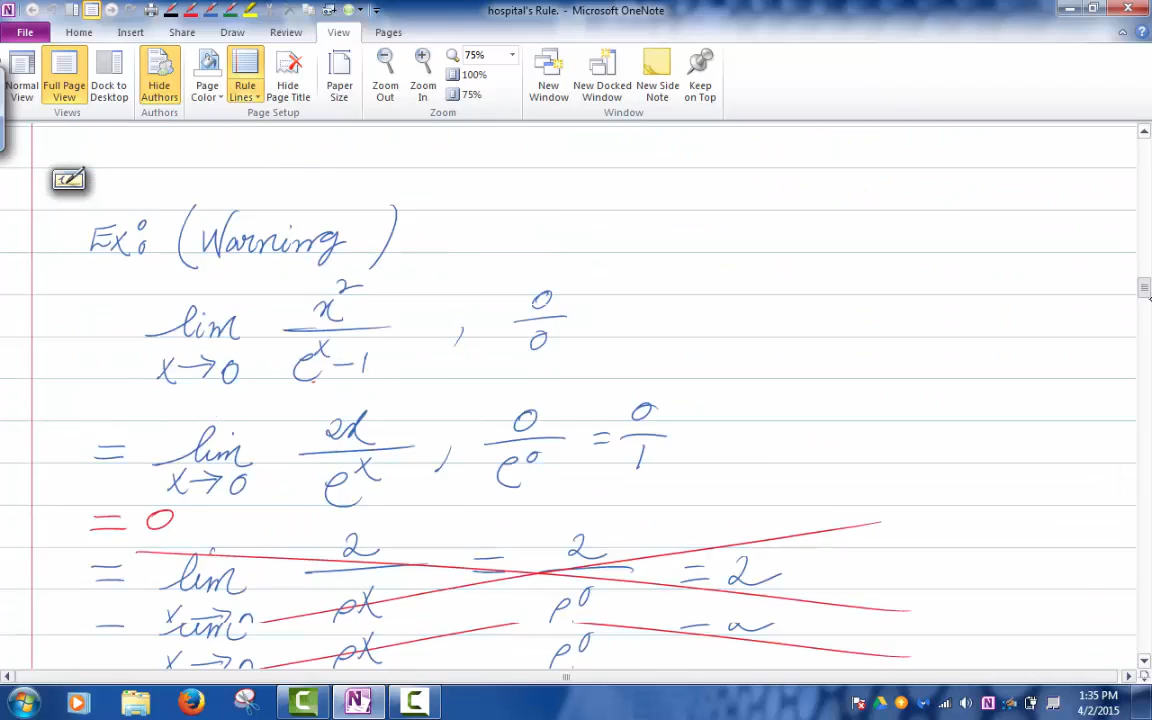 hospital's Rule. - Microsoft OneNote
File Home Insert Share Draw Review View Pages
Normal View
Full Page View
Dock to Desktop
Views
Hide Authors
Authors
Page Color
Rule Lines
Hide Page Title
Paper Size
Page Setup
Zoom Out
Zoom In
75%
100%
75%
Zoom
New Window
New Docked Window
New Side Note
Keep on Top
Window
Ex: (Warning)
lim x→0 x²/(eˣ-1) , 0/0
= lim x→0 2x/eˣ , 0/e⁰ = 0/1
= 0
= lim x→0 2/eˣ = 2/e⁰ = 2
1:35 PM
4/2/2015